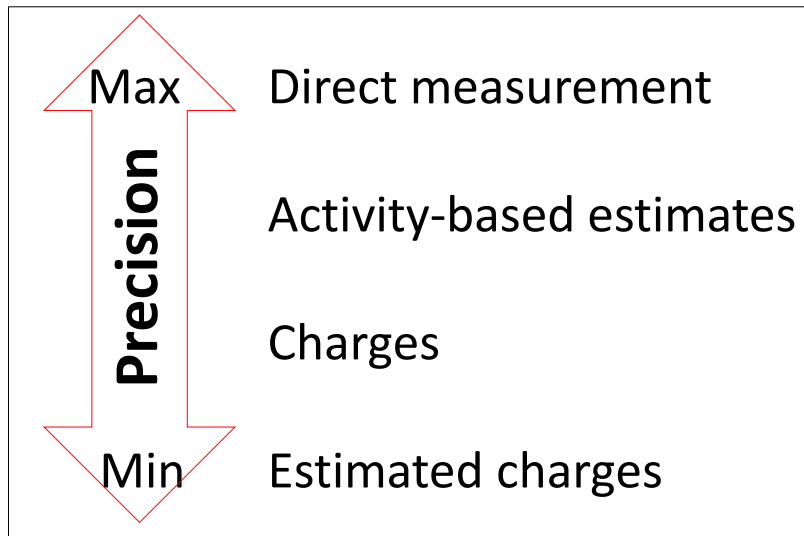 Max
Direct measurement
Precision
Activity-based estimates
Charges
Min
Estimated charges